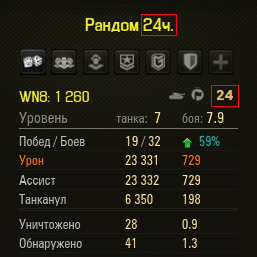 Рандом 24ч.
WN8: 1 260 24
Уровень танка: 7 боя: 7.9
Побед / Боев 19 / 32 59%
Урон 23 331 729
Ассист 23 332 729
Танканул 6 350 198
Уничтожено 28 0.9
Обнаружено 41 1.3